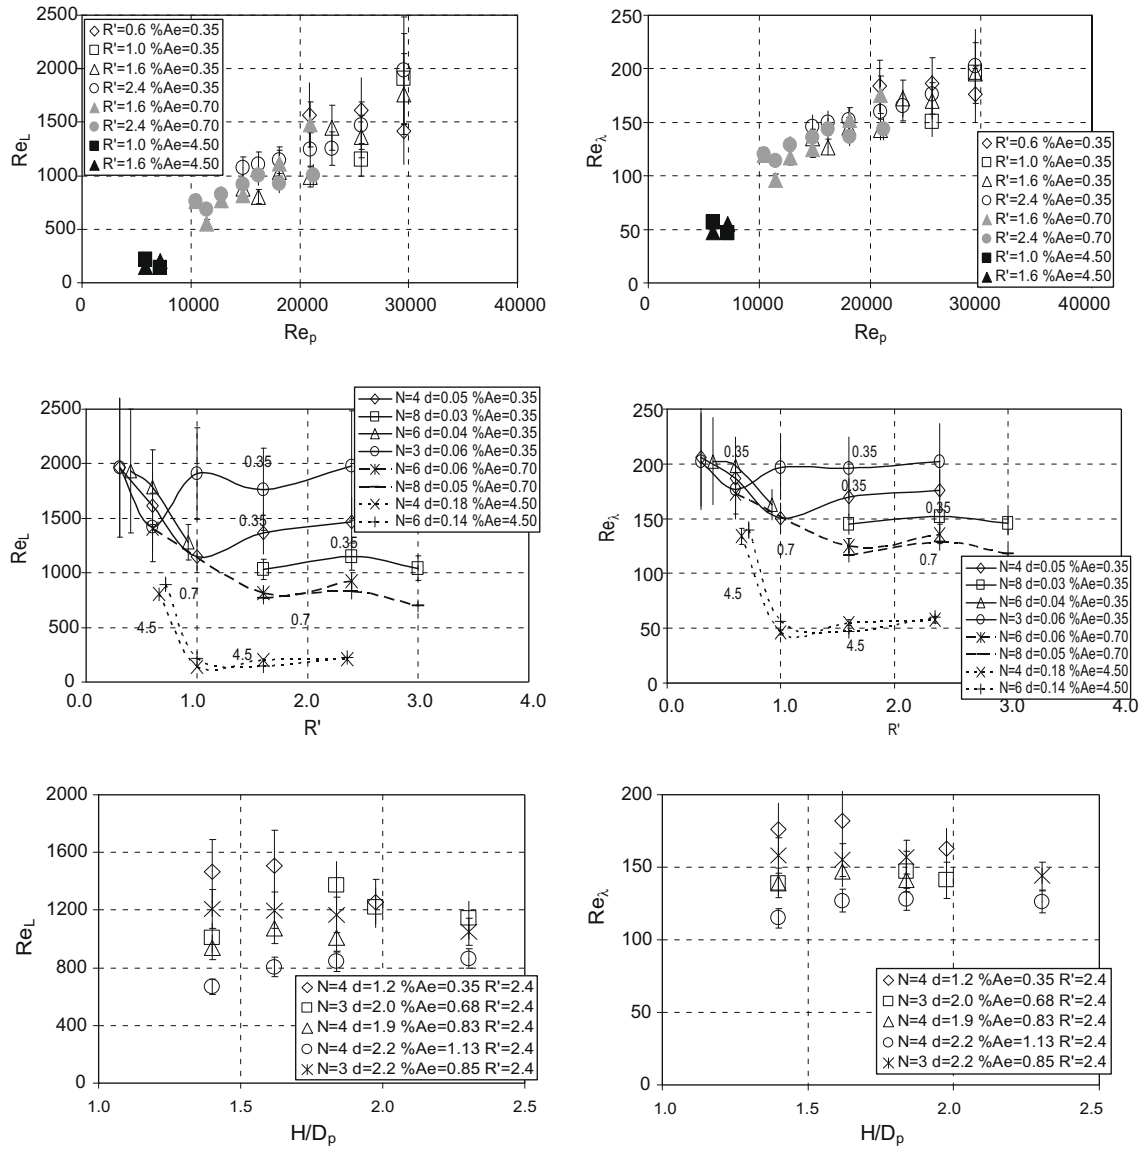 2500
2000
1500
1000
500
0
Re_L
R'=0.6 %Ae=0.35
R'=1.0 %Ae=0.35
R'=1.6 %Ae=0.35
R'=2.4 %Ae=0.35
R'=1.6 %Ae=0.70
R'=2.4 %Ae=0.70
R'=1.0 %Ae=4.50
R'=1.6 %Ae=4.50
0 10000 20000 30000 40000
Re_p
250
200
150
100
50
0
Re_λ
R'=0.6 %Ae=0.35
R'=1.0 %Ae=0.35
R'=1.6 %Ae=0.35
R'=2.4 %Ae=0.35
R'=1.6 %Ae=0.70
R'=2.4 %Ae=0.70
R'=1.0 %Ae=4.50
R'=1.6 %Ae=4.50
0 10000 20000 30000 40000
Re_p
2500
2000
1500
1000
500
0
Re_L
N=4 d=0.05 %Ae=0.35
N=8 d=0.03 %Ae=0.35
N=6 d=0.04 %Ae=0.35
N=3 d=0.06 %Ae=0.35
N=6 d=0.06 %Ae=0.70
N=8 d=0.05 %Ae=0.70
N=4 d=0.18 %Ae=4.50
N=6 d=0.14 %Ae=4.50
0.35
0.35
0.35
0.7
0.7
4.5
4.5
0.0 1.0 2.0 3.0 4.0
R'
250
200
150
100
50
0
Re_λ
0.35
0.35
0.35
0.35
0.7
0.7
4.5
4.5
N=4 d=0.05 %Ae=0.35
N=8 d=0.03 %Ae=0.35
N=6 d=0.04 %Ae=0.35
N=3 d=0.06 %Ae=0.35
N=6 d=0.06 %Ae=0.70
N=8 d=0.05 %Ae=0.70
N=4 d=0.18 %Ae=4.50
N=6 d=0.14 %Ae=4.50
0.0 1.0 2.0 3.0 4.0
R'
2000
1600
1200
800
400
0
Re_L
N=4 d=1.2 %Ae=0.35 R'=2.4
N=3 d=2.0 %Ae=0.68 R'=2.4
N=4 d=1.9 %Ae=0.83 R'=2.4
N=4 d=2.2 %Ae=1.13 R'=2.4
N=3 d=2.2 %Ae=0.85 R'=2.4
1.0 1.5 2.0 2.5
H/D_p
200
150
100
50
0
Re_λ
N=4 d=1.2 %Ae=0.35 R'=2.4
N=3 d=2.0 %Ae=0.68 R'=2.4
N=4 d=1.9 %Ae=0.83 R'=2.4
N=4 d=2.2 %Ae=1.13 R'=2.4
N=3 d=2.2 %Ae=0.85 R'=2.4
1.0 1.5 2.0 2.5
H/D_p